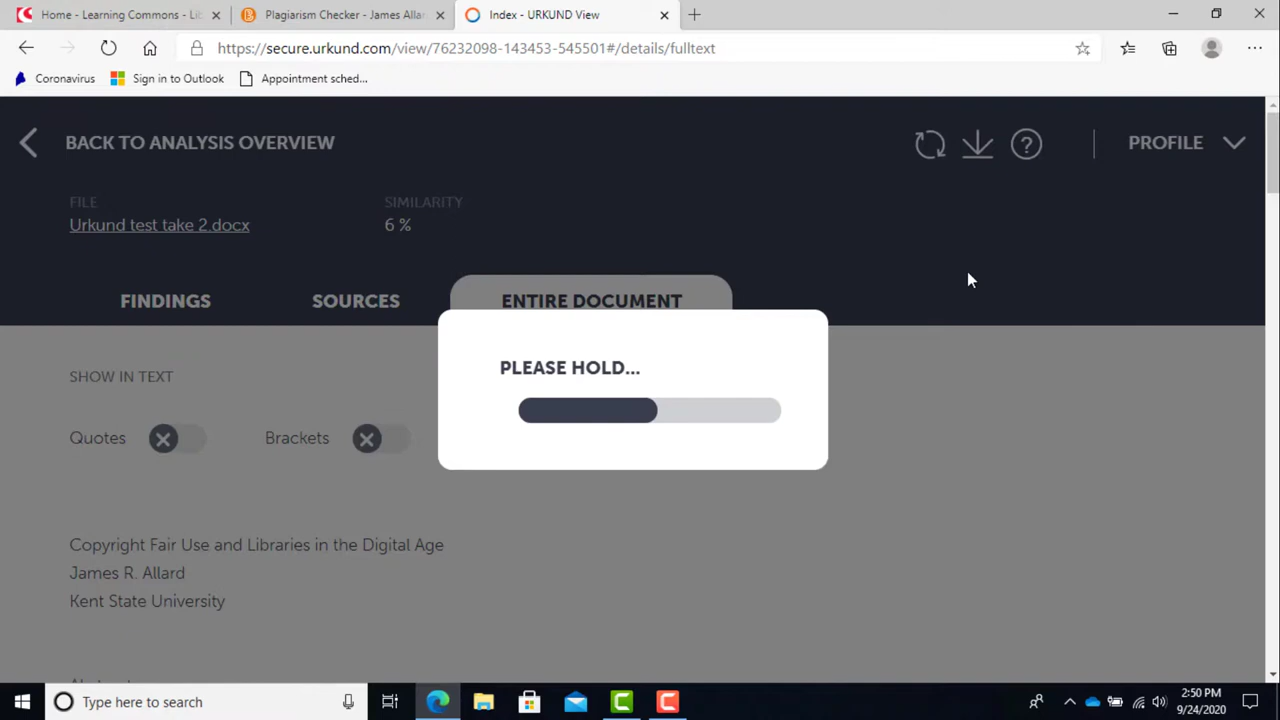 Home - Learning Commons - Lib
Plagiarism Checker - James Allar
Index - URKUND View
https://secure.urkund.com/view/76232098-143453-545501#/details/fulltext
Coronavirus
Sign in to Outlook
Appointment sched...
BACK TO ANALYSIS OVERVIEW
?
PROFILE
FILE
SIMILARITY
Urkund test take 2.docx
6 %
FINDINGS
SOURCES
ENTIRE DOCUMENT
PLEASE HOLD...
SHOW IN TEXT
Quotes
Brackets
Copyright Fair Use and Libraries in the Digital Age
James R. Allard
Kent State University
Type here to search
2:50 PM
9/24/2020